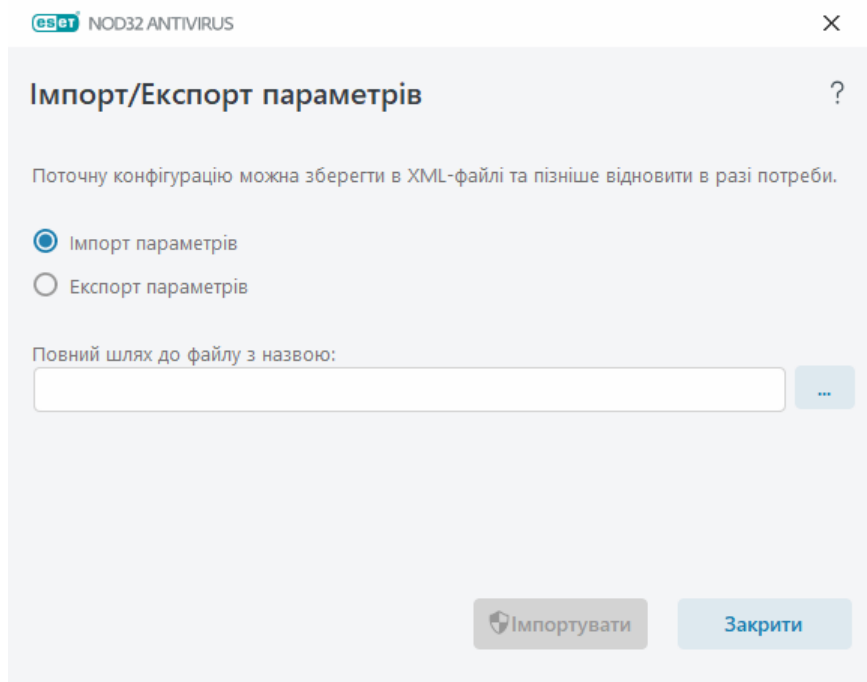 eset NOD32 ANTIVIRUS
Імпорт/Експорт параметрів
?
Поточну конфігурацію можна зберегти в XML-файлі та пізніше відновити в разі потреби.
Імпорт параметрів
Експорт параметрів
Повний шлях до файлу з назвою:
...
Імпортувати
Закрити